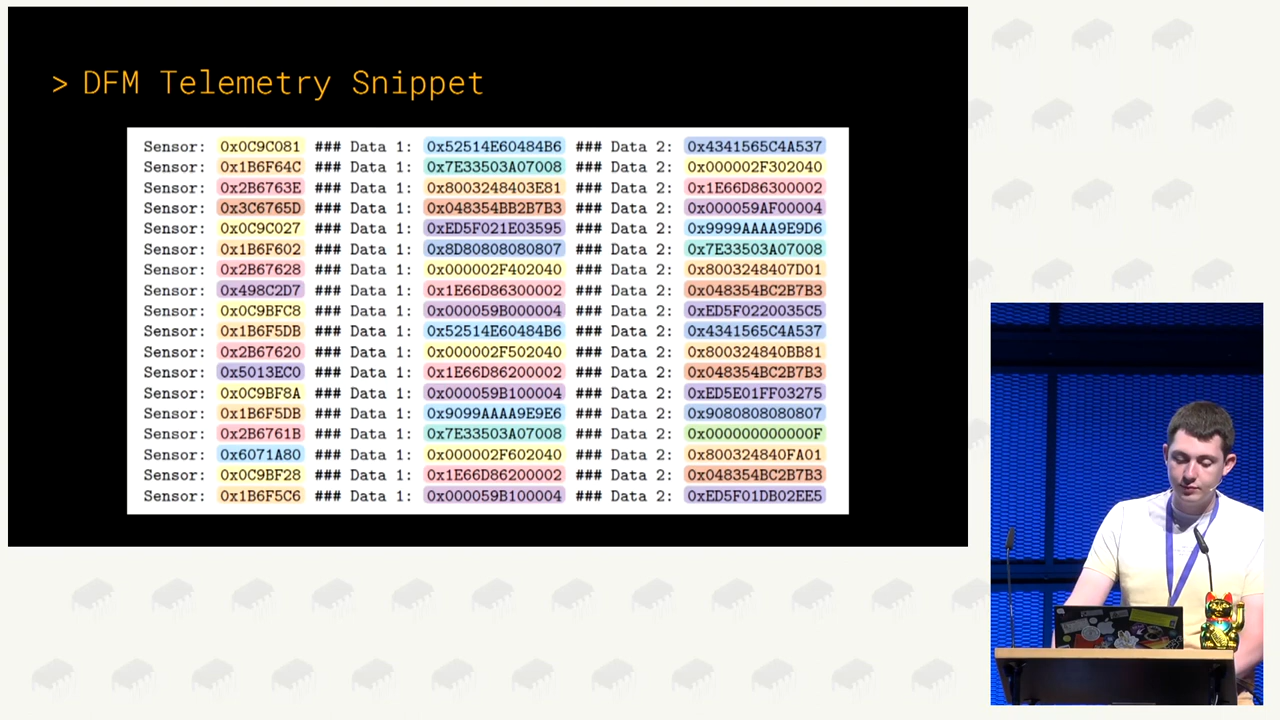 > DFM Telemetry Snippet
Sensor: 0x0C9C081 ### Data 1: 0x52514E60484B6 ### Data 2: 0x4341565C4A537
Sensor: 0x1B6F64C ### Data 1: 0x7E33503A07008 ### Data 2: 0x000002F302040
Sensor: 0x2B6763E ### Data 1: 0x8003248403E81 ### Data 2: 0x1E66D86300002
Sensor: 0x3C6765D ### Data 1: 0x048354BB2B7B3 ### Data 2: 0x000059AF00004
Sensor: 0x0C9C027 ### Data 1: 0xED5F021E03595 ### Data 2: 0x9999AAAA9E9D6
Sensor: 0x1B6F602 ### Data 1: 0x8D80808080807 ### Data 2: 0x7E33503A07008
Sensor: 0x2B67628 ### Data 1: 0x000002F402040 ### Data 2: 0x8003248407D01
Sensor: 0x498C2D7 ### Data 1: 0x1E66D86300002 ### Data 2: 0x048354BC2B7B3
Sensor: 0x0C9BFC8 ### Data 1: 0x000059B000004 ### Data 2: 0xED5F0220035C5
Sensor: 0x1B6F5DB ### Data 1: 0x52514E60484B6 ### Data 2: 0x4341565C4A537
Sensor: 0x2B67620 ### Data 1: 0x000002F502040 ### Data 2: 0x800324840BB81
Sensor: 0x5013EC0 ### Data 1: 0x1E66D86200002 ### Data 2: 0x048354BC2B7B3
Sensor: 0x0C9BF8A ### Data 1: 0x000059B100004 ### Data 2: 0xED5E01FF03275
Sensor: 0x1B6F5DB ### Data 1: 0x9099AAAA9E9E6 ### Data 2: 0x9080808080807
Sensor: 0x2B6761B ### Data 1: 0x7E33503A07008 ### Data 2: 0x000000000000F
Sensor: 0x6071A80 ### Data 1: 0x000002F602040 ### Data 2: 0x800324840FA01
Sensor: 0x0C9BF28 ### Data 1: 0x1E66D86200002 ### Data 2: 0x048354BC2B7B3
Sensor: 0x1B6F5C6 ### Data 1: 0x000059B100004 ### Data 2: 0xED5F01DB02EE5